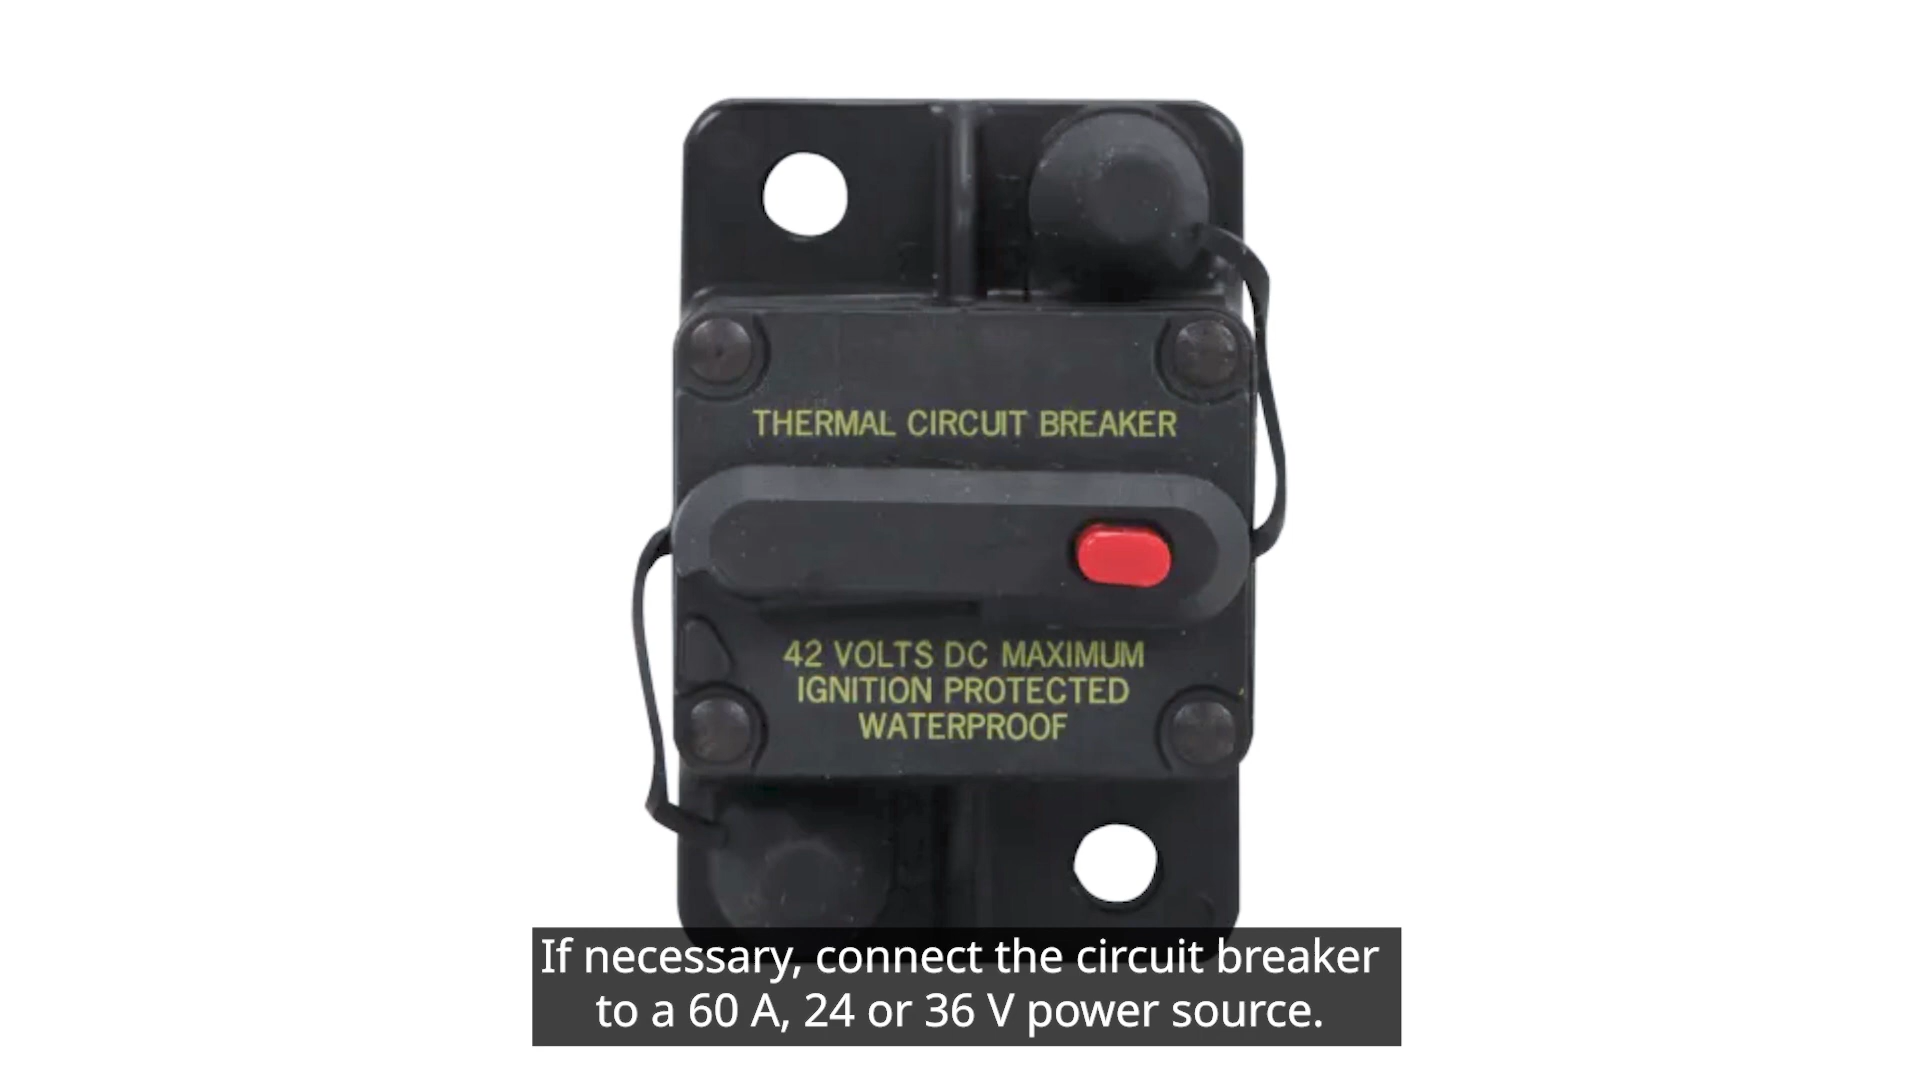 THERMAL CIRCUIT BREAKER
42 VOLTS DC MAXIMUM
IGNITION PROTECTED
WATERPROOF
If necessary, connect the circuit breaker
to a 60 A, 24 or 36 V power source.